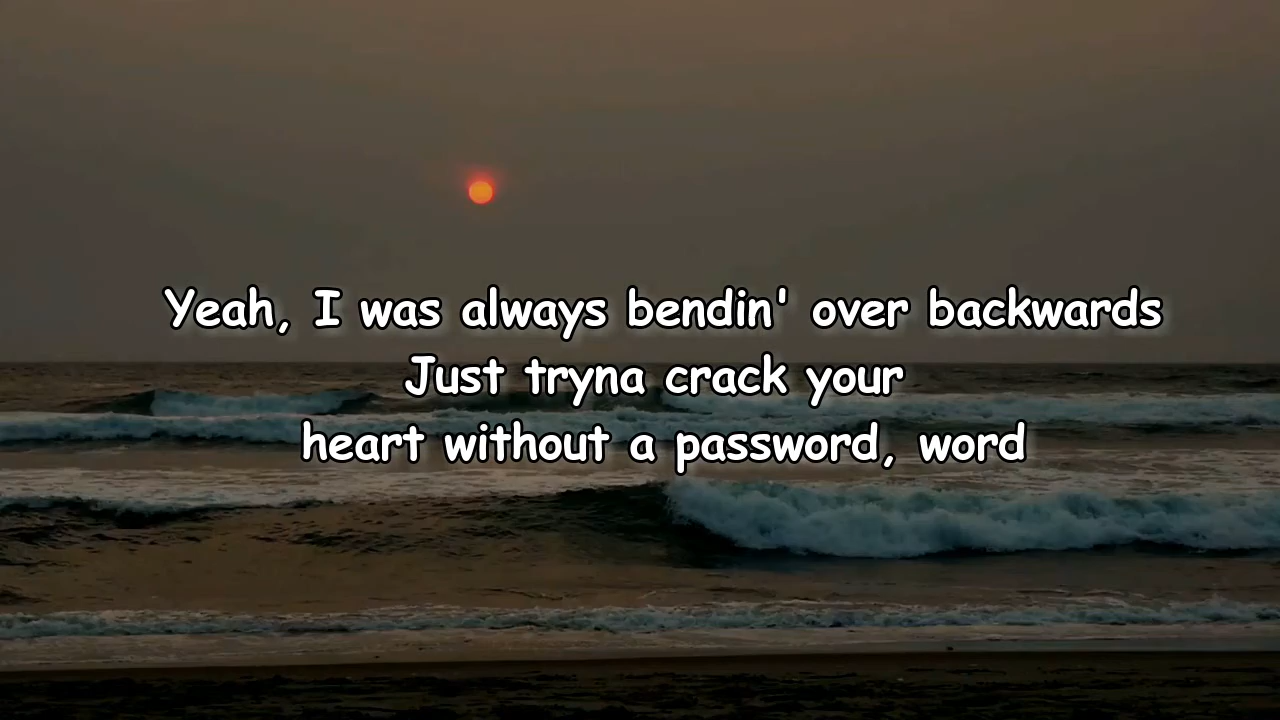 Yeah, I was always bendin' over backwards
Just tryna crack your
heart without a password, word